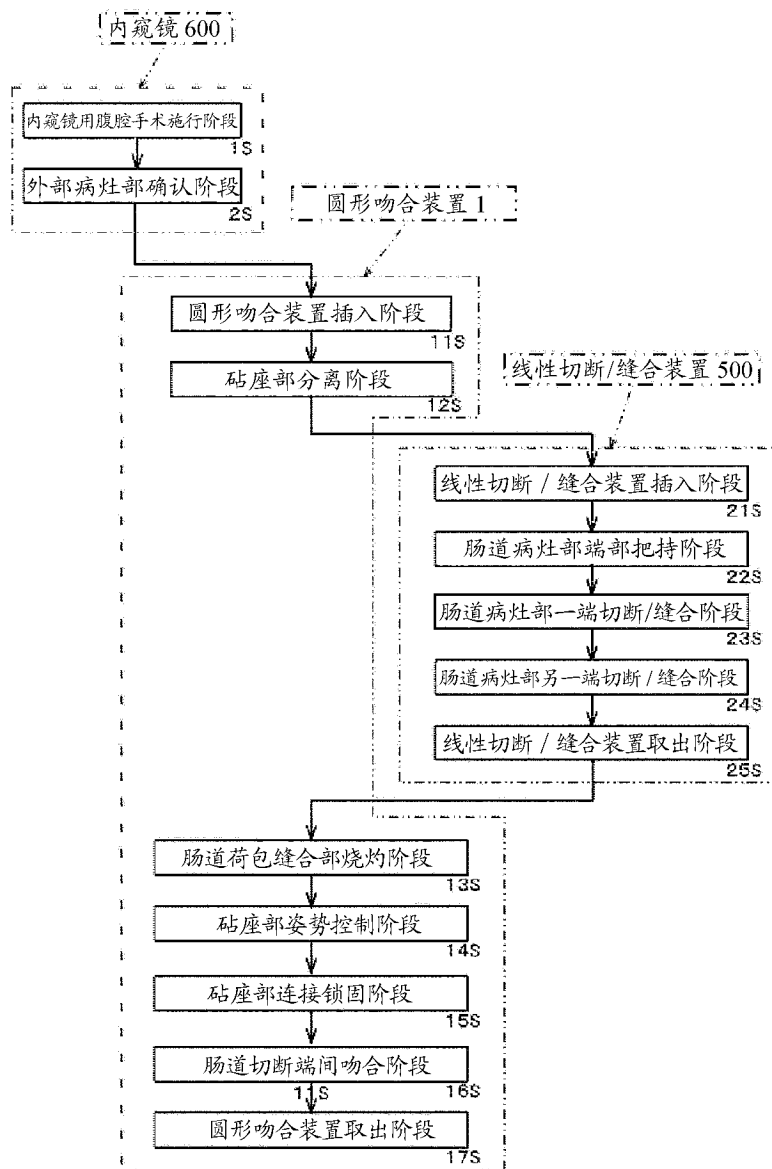 内窥镜600
内窥镜用腹腔手术施行阶段
1S
外部病灶部确认阶段
2S
圆形吻合装置1
圆形吻合装置插入阶段
11S
砧座部分离阶段
12S
线性切断/缝合装置500
线性切断/缝合装置插入阶段
21S
肠道病灶部端部把持阶段
22S
肠道病灶部一端切断/缝合阶段
23S
肠道病灶部另一端切断/缝合阶段
24S
线性切断/缝合装置取出阶段
25S
肠道荷包缝合部烧灼阶段
13S
砧座部姿势控制阶段
14S
砧座部连接锁固阶段
15S
肠道切断端间吻合阶段
16S
11S
圆形吻合装置取出阶段
17S